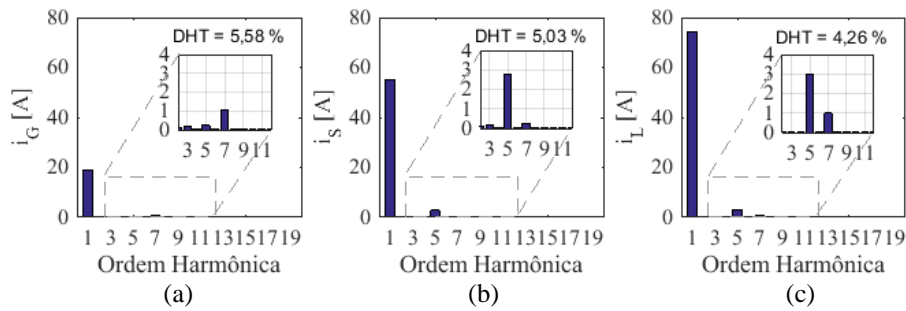 80
60
40
20
0
i_G [A]
DHT = 5,58 %
4
3
2
1
0
3 5 7 9 11
1 3 5 7 9 11 13 15 17 19
Ordem Harmônica
(a)
80
60
40
20
0
i_S [A]
DHT = 5,03 %
4
3
2
1
0
3 5 7 9 11
1 3 5 7 9 11 13 15 17 19
Ordem Harmônica
(b)
80
60
40
20
0
i_L [A]
DHT = 4,26 %
4
3
2
1
0
3 5 7 9 11
1 3 5 7 9 11 13 15 17 19
Ordem Harmônica
(c)